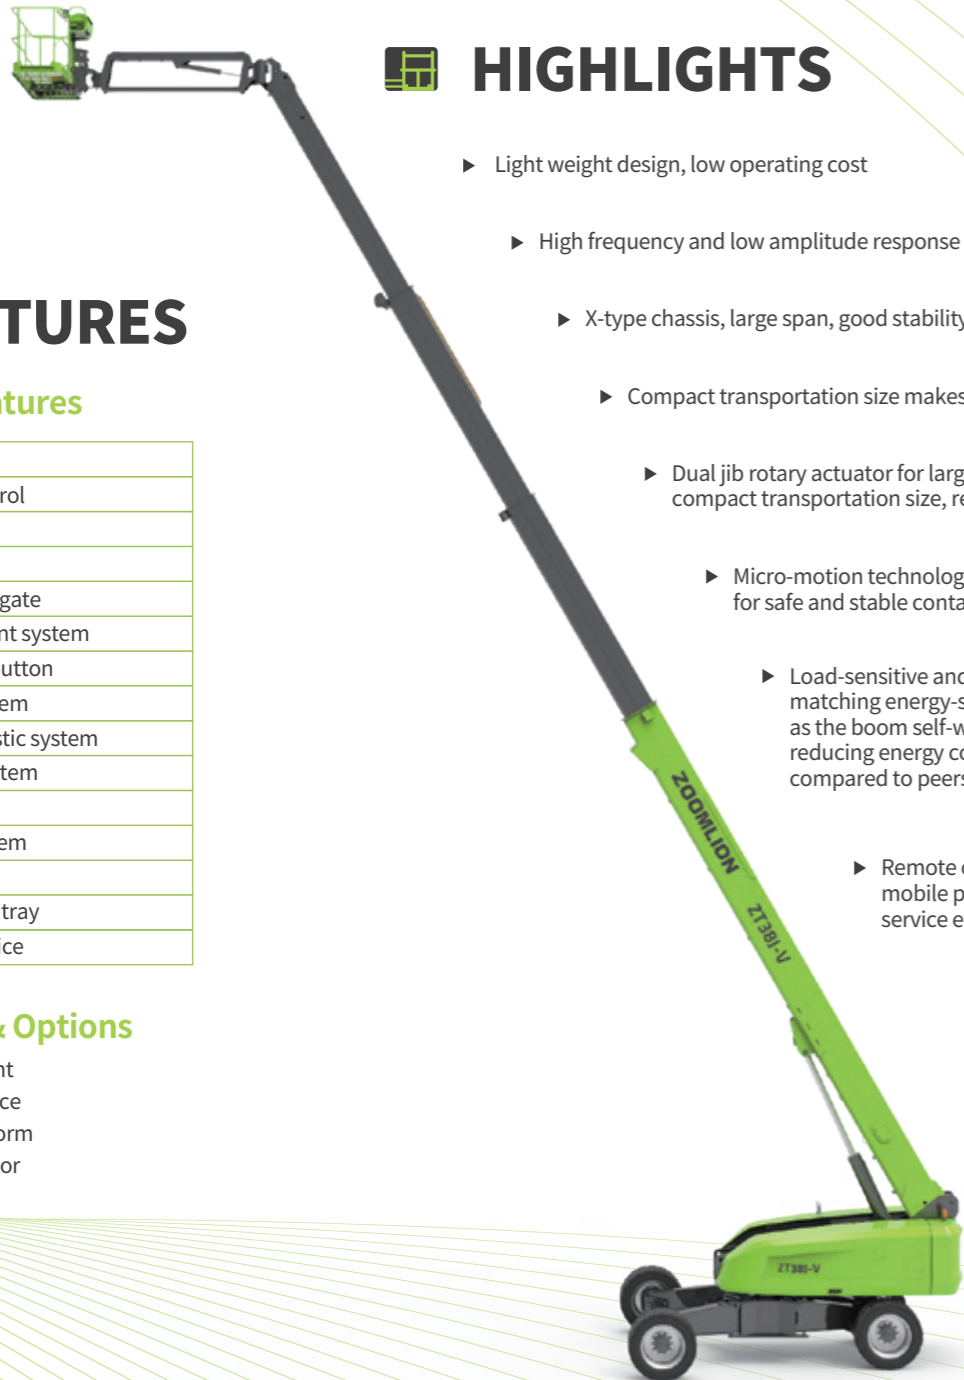 HIGHLIGHTS
Light weight design, low operating cost
High frequency and low amplitude response
X-type chassis, large span, good stability
Compact transportation size makes
Dual jib rotary actuator for larg
compact transportation size, re
Micro-motion technolog
for safe and stable conta
Load-sensitive and
matching energy-s
as the boom self-w
reducing energy co
compared to peers
Remote
mobile p
service e
TURES
tures
rol
gate
nt system
utton
em
stic system
tem
em
tray
ice
& Options
nt
ce
orm
or
ZOOMLION
ZT38J-V
ZT38J-V